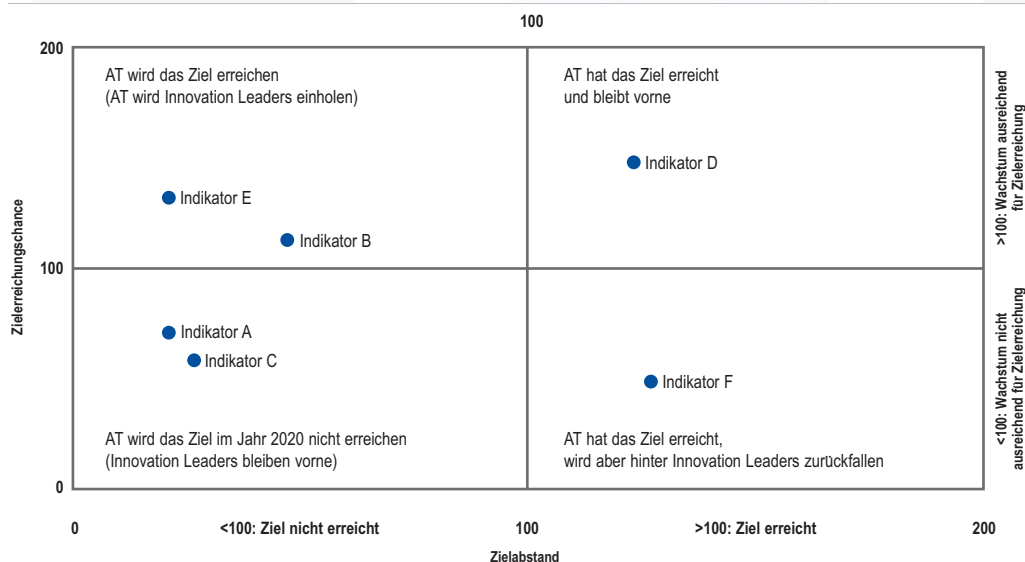 100
200
AT wird das Ziel erreichen
(AT wird Innovation Leaders einholen)
AT hat das Ziel erreicht
und bleibt vorne
>100: Wachstum ausreichend
für Zielerreichung
Indikator D
Indikator E
Indikator B
Zielerreichungschance
100
Indikator A
Indikator C
Indikator F
<100: Wachstum nicht
ausreichend für Zielerreichung
AT wird das Ziel im Jahr 2020 nicht erreichen
(Innovation Leaders bleiben vorne)
AT hat das Ziel erreicht,
wird aber hinter Innovation Leaders zurückfallen
0
0
<100: Ziel nicht erreicht
100
>100: Ziel erreicht
200
Zielabstand